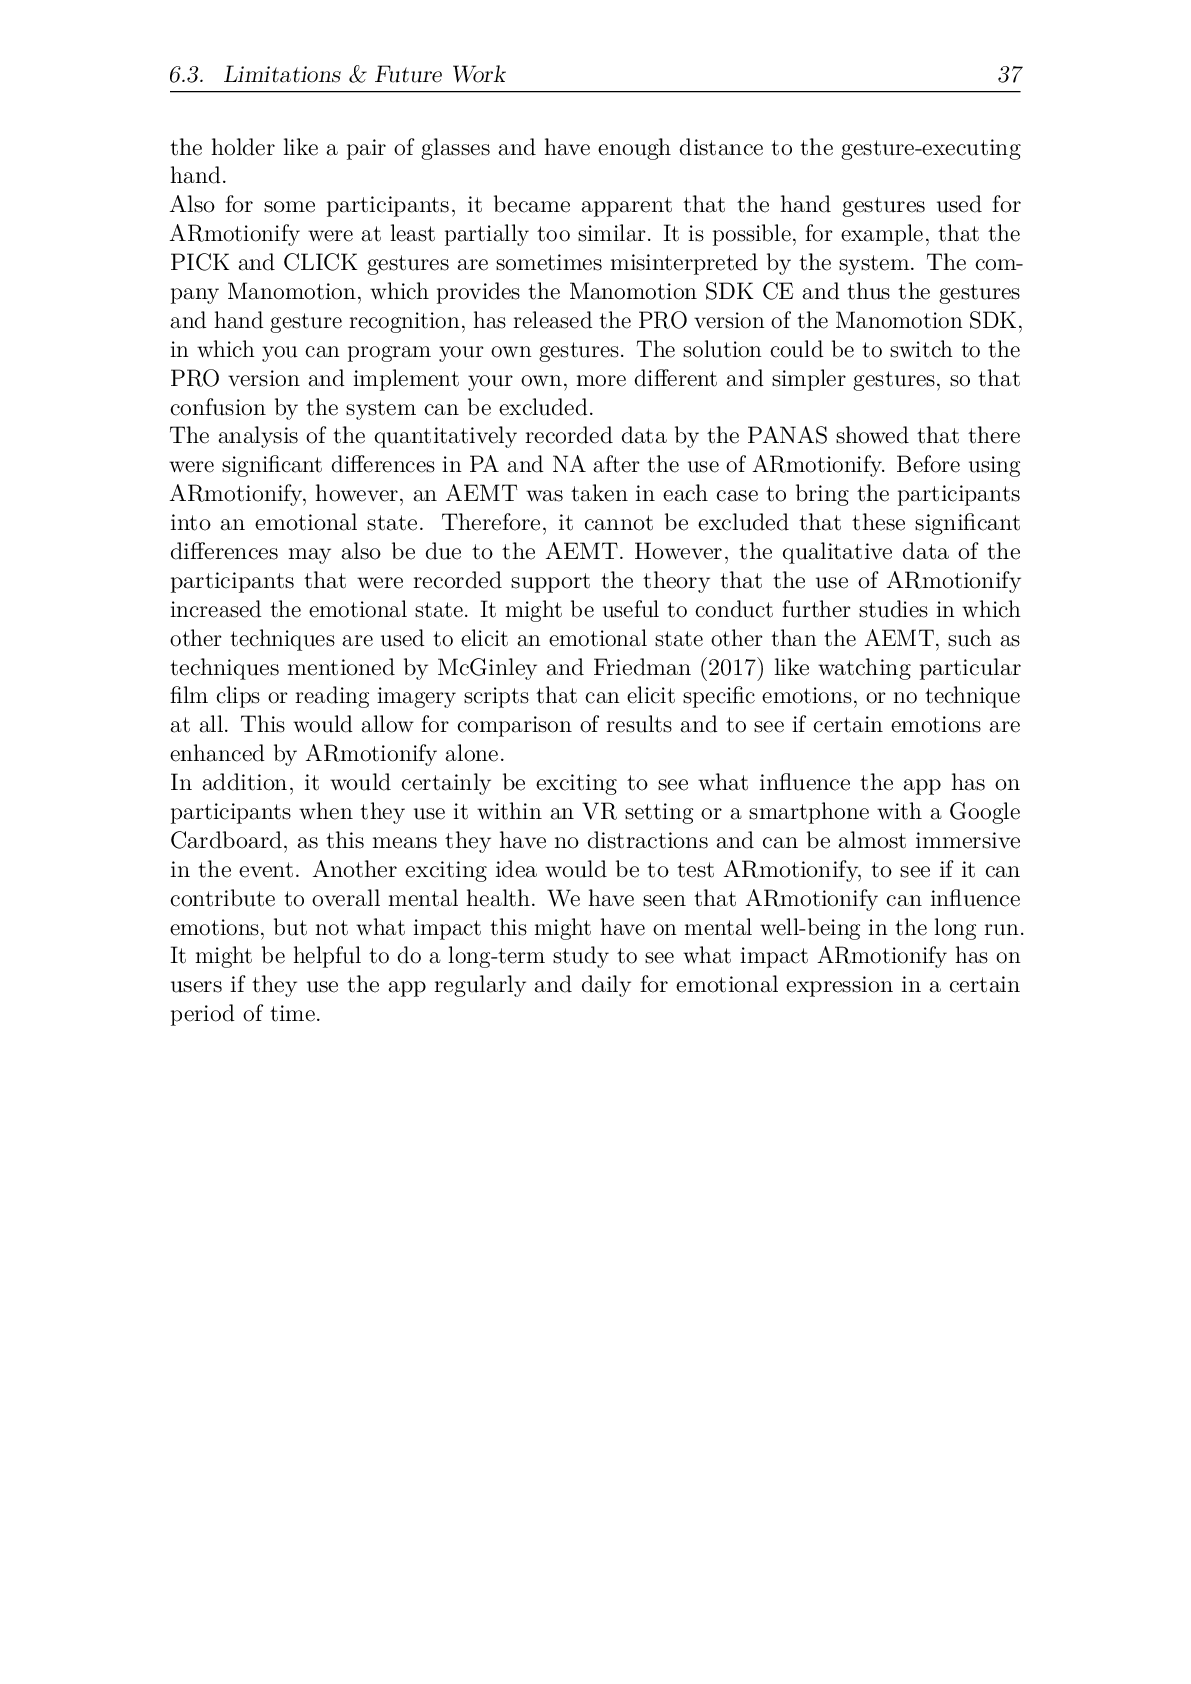 6.3. Limitations & Future Work 37
the holder like a pair of glasses and have enough distance to the gesture-executing
hand.
Also for some participants, it became apparent that the hand gestures used for
ARmotionify were at least partially too similar. It is possible, for example, that the
PICK and CLICK gestures are sometimes misinterpreted by the system. The com-
pany Manomotion, which provides the Manomotion SDK CE and thus the gestures
and hand gesture recognition, has released the PRO version of the Manomotion SDK,
in which you can program your own gestures. The solution could be to switch to the
PRO version and implement your own, more different and simpler gestures, so that
confusion by the system can be excluded.
The analysis of the quantitatively recorded data by the PANAS showed that there
were significant differences in PA and NA after the use of ARmotionify. Before using
ARmotionify, however, an AEMT was taken in each case to bring the participants
into an emotional state. Therefore, it cannot be excluded that these significant
differences may also be due to the AEMT. However, the qualitative data of the
participants that were recorded support the theory that the use of ARmotionify
increased the emotional state. It might be useful to conduct further studies in which
other techniques are used to elicit an emotional state other than the AEMT, such as
techniques mentioned by McGinley and Friedman (2017) like watching particular
film clips or reading imagery scripts that can elicit specific emotions, or no technique
at all. This would allow for comparison of results and to see if certain emotions are
enhanced by ARmotionify alone.
In addition, it would certainly be exciting to see what influence the app has on
participants when they use it within an VR setting or a smartphone with a Google
Cardboard, as this means they have no distractions and can be almost immersive
in the event. Another exciting idea would be to test ARmotionify, to see if it can
contribute to overall mental health. We have seen that ARmotionify can influence
emotions, but not what impact this might have on mental well-being in the long run.
It might be helpful to do a long-term study to see what impact ARmotionify has on
users if they use the app regularly and daily for emotional expression in a certain
period of time.